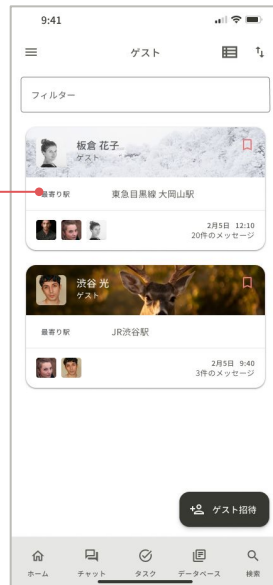 9:41
ゲスト
フィルター
板倉 花子
ゲスト
最寄り駅 東急目黒線 大岡山駅
2月5日 12:10
20件のメッセージ
渋谷 光
ゲスト
最寄り駅 JR渋谷駅
2月5日 9:40
3件のメッセージ
ゲスト招待
ホーム チャット タスク データベース 検索